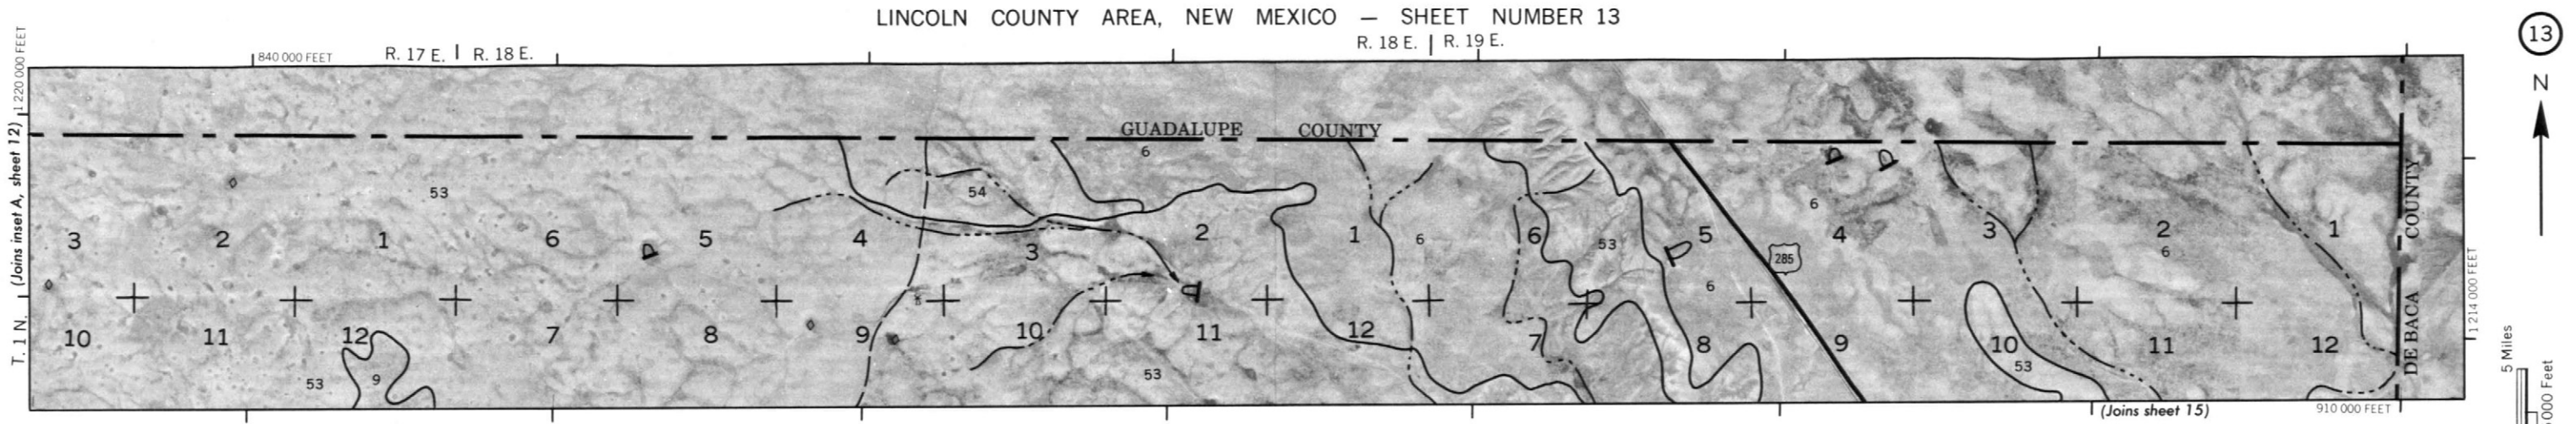 LINCOLN COUNTY AREA, NEW MEXICO — SHEET NUMBER 13
13
840 000 FEET
R. 17 E. | R. 18 E.
R. 18 E. | R. 19 E.
1 220 000 FEET
N
GUADALUPE COUNTY
6
53
54
6
53
6
6
6
3 2 1 6 5 4 3 2 1 6 5 4 3 2 1
285
(Joins inset A, sheet 12)
T. 1 N.
DE BACA COUNTY
1 214 000 FEET
10 11 12 7 8 9 10 11 12 7 8 9 10 11 12
53
9
53
53
6
(Joins sheet 15)
910 000 FEET
5 Miles
000 Feet